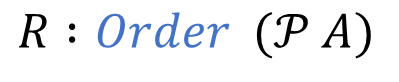 𝑅 : 𝑂𝑟𝑑𝑒𝑟 (𝒫 𝐴)